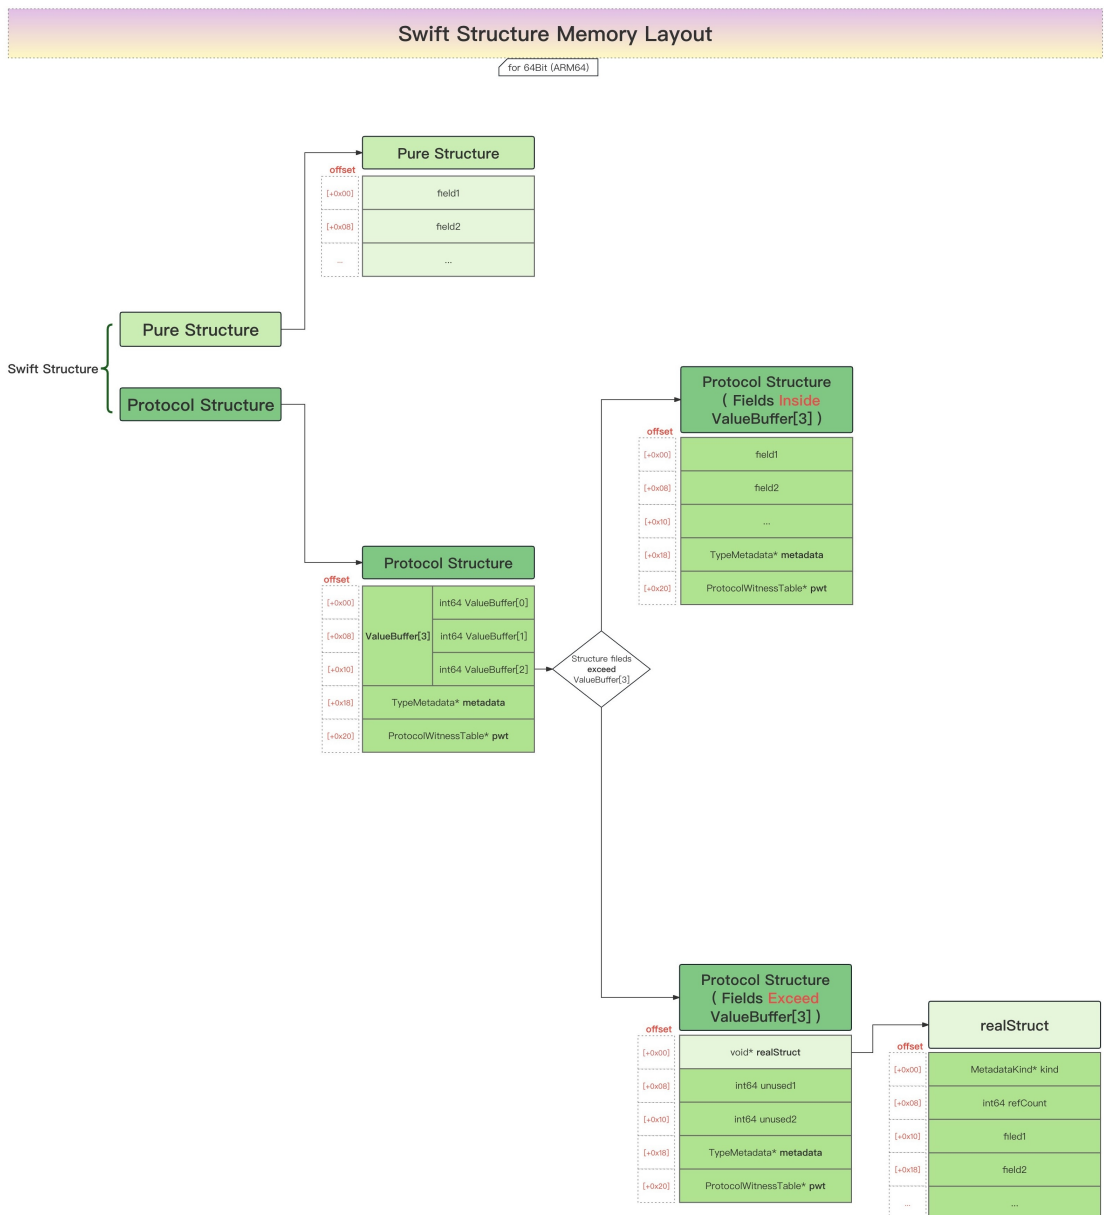 Swift Structure Memory Layout
for 64Bit (ARM64)
Pure Structure
offset
[+0x00]
field1
[+0x08]
field2
...
...
Pure Structure
Swift Structure
Protocol Structure
Protocol Structure
( Fields Inside
ValueBuffer[3] )
offset
[+0x00]
field1
[+0x08]
field2
[+0x10]
...
[+0x18]
TypeMetadata* metadata
[+0x20]
ProtocolWitnessTable* pwt
Protocol Structure
offset
[+0x00]
int64 ValueBuffer[0]
[+0x08]
ValueBuffer[3]
int64 ValueBuffer[1]
[+0x10]
int64 ValueBuffer[2]
[+0x18]
TypeMetadata* metadata
[+0x20]
ProtocolWitnessTable* pwt
Structure fileds
exceed
ValueBuffer[3]
Protocol Structure
( Fields Exceed
ValueBuffer[3] )
offset
[+0x00]
void* realStruct
[+0x08]
int64 unused1
[+0x10]
int64 unused2
[+0x18]
TypeMetadata* metadata
[+0x20]
ProtocolWitnessTable* pwt
realStruct
offset
[+0x00]
MetadataKind* kind
[+0x08]
int64 refCount
[+0x10]
filed1
[+0x18]
field2
...
...